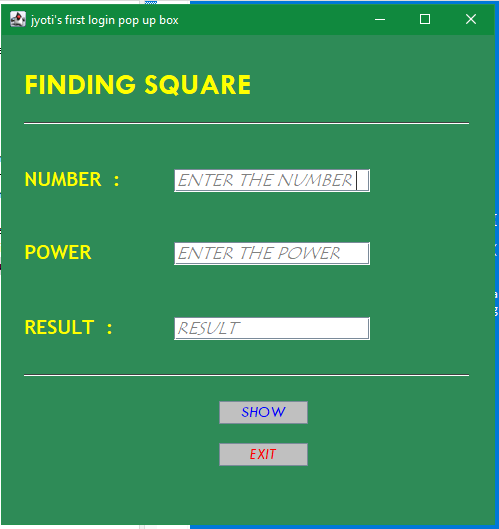 jyoti's first login pop up box
FINDING SQUARE
NUMBER : ENTER THE NUMBER
POWER ENTER THE POWER
RESULT : RESULT
SHOW
EXIT